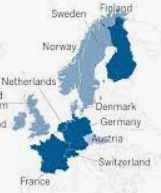 Finland
Sweden
Norway
Netherlands
d
m
d
Denmark
Germany
Austria
Switzerland
France